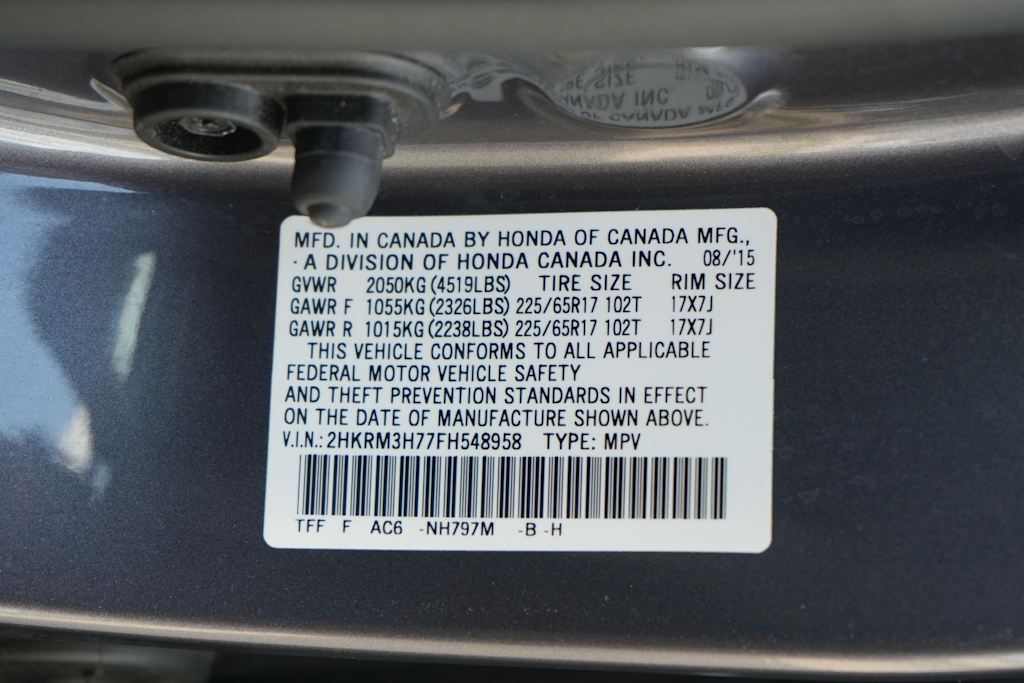 MFD. IN CANADA BY HONDA OF CANADA MFG.,
· A DIVISION OF HONDA CANADA INC. 08/'15
GVWR 2050KG (4519LBS) TIRE SIZE RIM SIZE
GAWR F 1055KG (2326LBS) 225/65R17 102T 17X7J
GAWR R 1015KG (2238LBS) 225/65R17 102T 17X7J
THIS VEHICLE CONFORMS TO ALL APPLICABLE
FEDERAL MOTOR VEHICLE SAFETY
AND THEFT PREVENTION STANDARDS IN EFFECT
ON THE DATE OF MANUFACTURE SHOWN ABOVE.
V.I.N.: 2HKRM3H77FH548958 TYPE: MPV
TFF F AC6 -NH797M -B -H